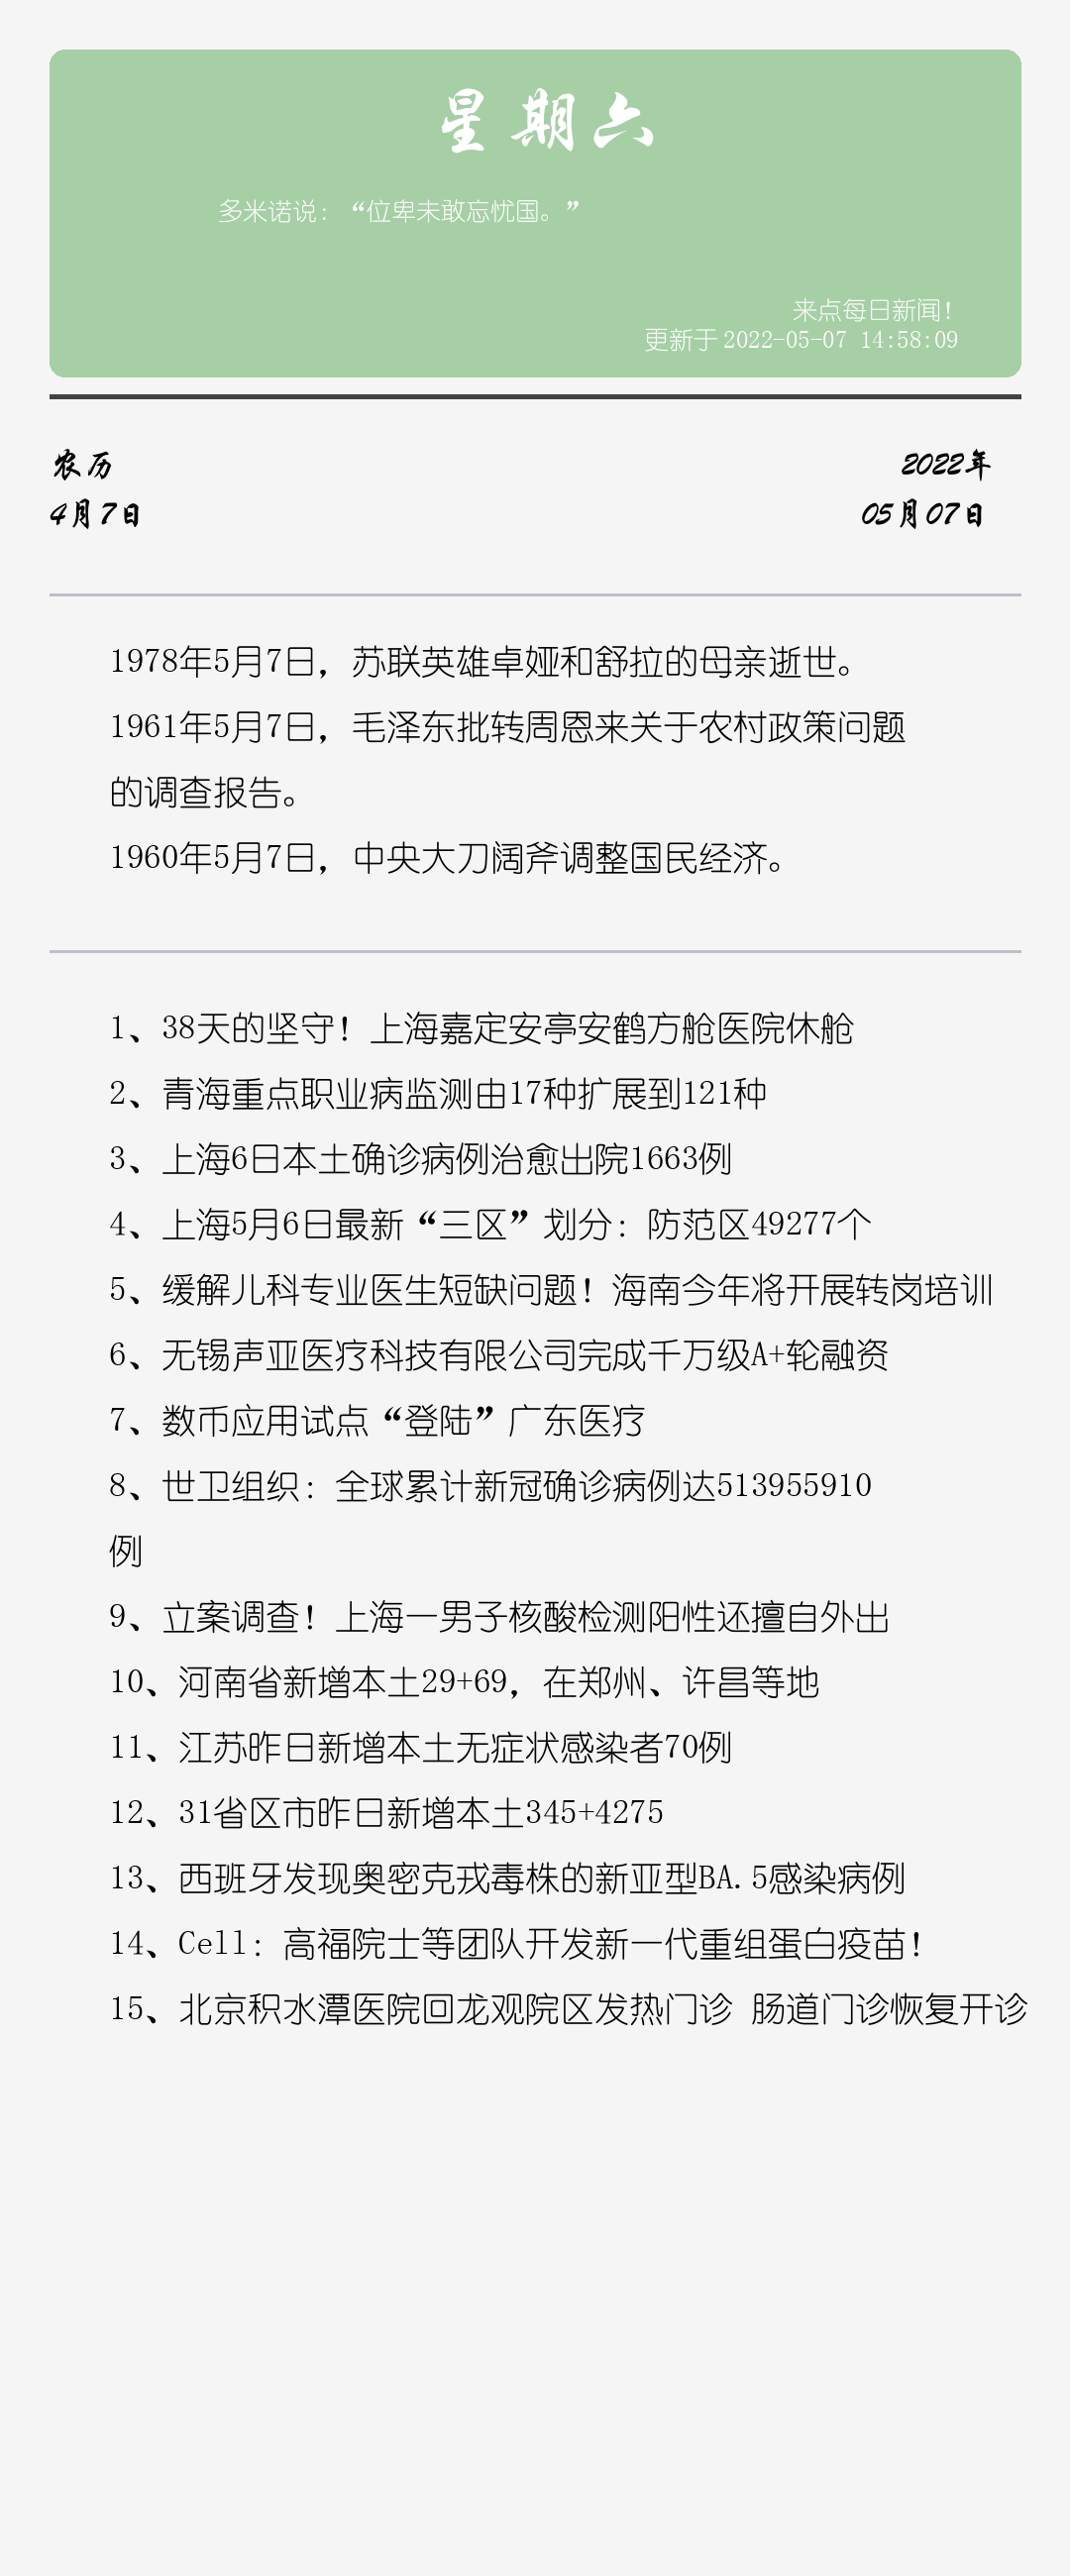 星期六
多米诺说：“位卑未敢忘忧国。”
来点每日新闻！
更新于 2022-05-07 14:58:09
农历
2022年
4月7日
05月07日
1978年5月7日，苏联英雄卓娅和舒拉的母亲逝世。
1961年5月7日，毛泽东批转周恩来关于农村政策问题
的调查报告。
1960年5月7日，中央大刀阔斧调整国民经济。
1、38天的坚守！上海嘉定安亭安鹤方舱医院休舱
2、青海重点职业病监测由17种扩展到121种
3、上海6日本土确诊病例治愈出院1663例
4、上海5月6日最新“三区”划分：防范区49277个
5、缓解儿科专业医生短缺问题！海南今年将开展转岗培训
6、无锡声亚医疗科技有限公司完成千万级A+轮融资
7、数币应用试点“登陆”广东医疗
8、世卫组织：全球累计新冠确诊病例达513955910
例
9、立案调查！上海一男子核酸检测阳性还擅自外出
10、河南省新增本土29+69，在郑州、许昌等地
11、江苏昨日新增本土无症状感染者70例
12、31省区市昨日新增本土345+4275
13、西班牙发现奥密克戎毒株的新亚型BA.5感染病例
14、Cell：高福院士等团队开发新一代重组蛋白疫苗！
15、北京积水潭医院回龙观院区发热门诊 肠道门诊恢复开诊